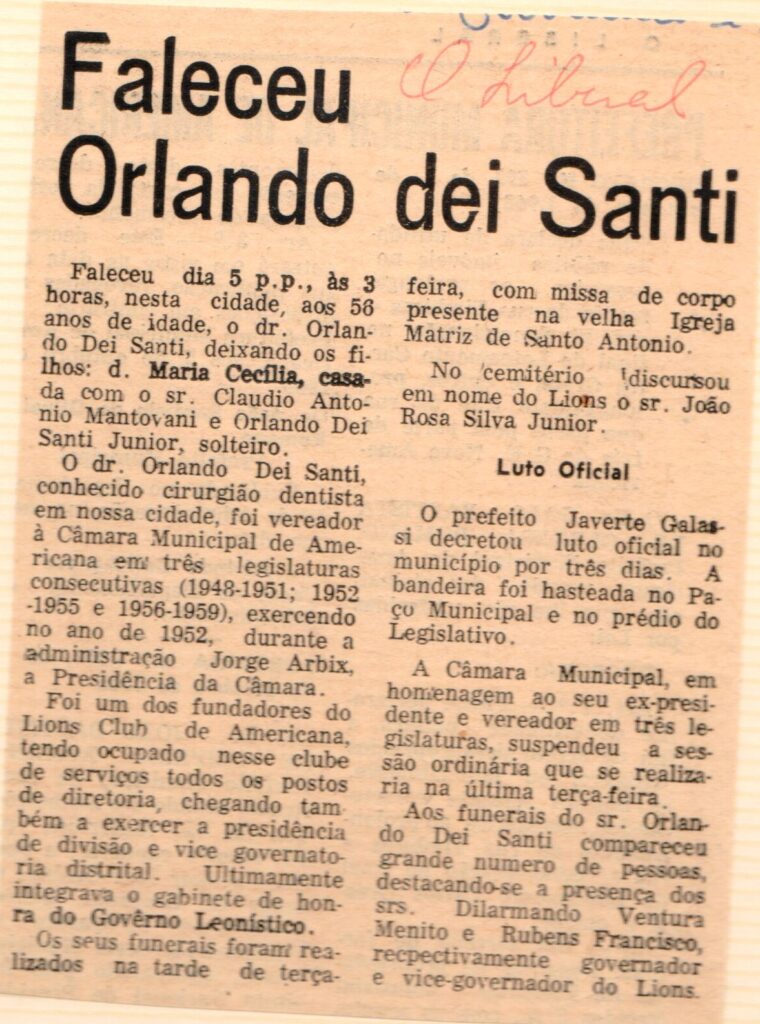 O Liberal
Faleceu
Orlando dei Santi
Faleceu dia 5 p.p., às 3
horas, nesta cidade, aos 56
anos de idade, o dr. Orlan-
do Dei Santi, deixando os fi-
lhos: d. Maria Cecília, casa-
da com o sr. Claudio Anto-
nio Mantovani e Orlando Dei
Santi Junior, solteiro.
O dr. Orlando Dei Santi,
conhecido cirurgião dentista
em nossa cidade, foi vereador
à Câmara Municipal de Ame-
ricana em três legislaturas
consecutivas (1948-1951; 1952
-1955 e 1956-1959), exercendo
no ano de 1952, durante a
administração Jorge Arbix,
a Presidência da Câmara.
Foi um dos fundadores do
Lions Club de Americana,
tendo ocupado nesse clube
de serviços todos os postos
de diretoria, chegando tam
bém a exercer a presidência
de divisão e vice governato-
ria distrital. Ultimamente
integrava o gabinete de hon-
ra do Govêrno Leonístico.
Os seus funerais foram rea-
lizados na tarde de terça-
feira, com missa de corpo
presente na velha Igreja
Matriz de Santo Antonio.
No cemitério discursou
em nome do Lions o sr. João
Rosa Silva Junior.
Luto Oficial
O prefeito Javerte Galas-
si decretou luto oficial no
município por três dias. A
bandeira foi hasteada no Pa-
ço Municipal e no prédio do
Legislativo.
A Câmara Municipal, em
homenagem ao seu ex-presi-
dente e vereador em três le-
gislaturas, suspendeu a ses-
são ordinária que se realiza-
ria na última terça-feira.
Aos funerais do sr. Orlan-
do Dei Santi compareceu
grande numero de pessoas,
destacando-se a presença dos
srs. Dilarmando Ventura
Menito e Rubens Francisco,
recpectivamente governador
e vice-governador do Lions.